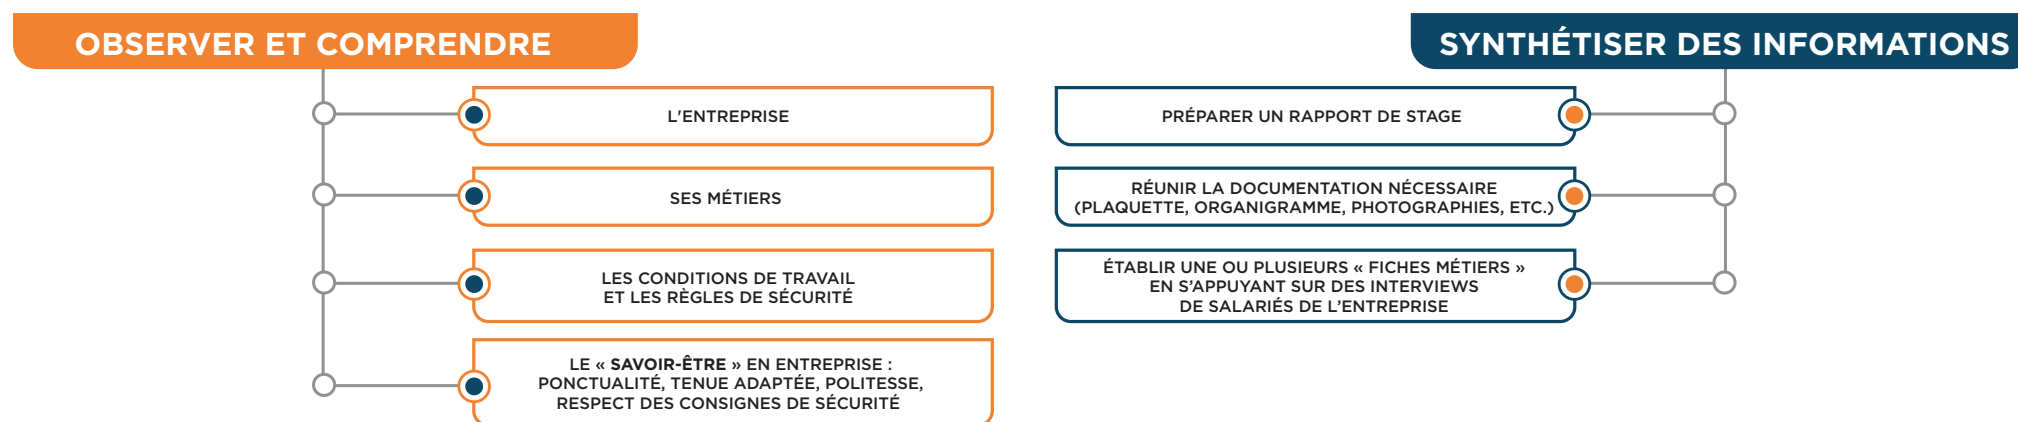 OBSERVER ET COMPRENDRE
L'ENTREPRISE
SES MÉTIERS
LES CONDITIONS DE TRAVAIL
ET LES RÈGLES DE SÉCURITÉ
LE « SAVOIR-ÊTRE » EN ENTREPRISE :
PONCTUALITÉ, TENUE ADAPTÉE, POLITESSE,
RESPECT DES CONSIGNES DE SÉCURITÉ
SYNTHÉTISER DES INFORMATIONS
PRÉPARER UN RAPPORT DE STAGE
RÉUNIR LA DOCUMENTATION NÉCESSAIRE
(PLAQUETTE, ORGANIGRAMME, PHOTOGRAPHIES, ETC.)
ÉTABLIR UNE OU PLUSIEURS « FICHES MÉTIERS »
EN S’APPUYANT SUR DES INTERVIEWS
DE SALARIÉS DE L’ENTREPRISE